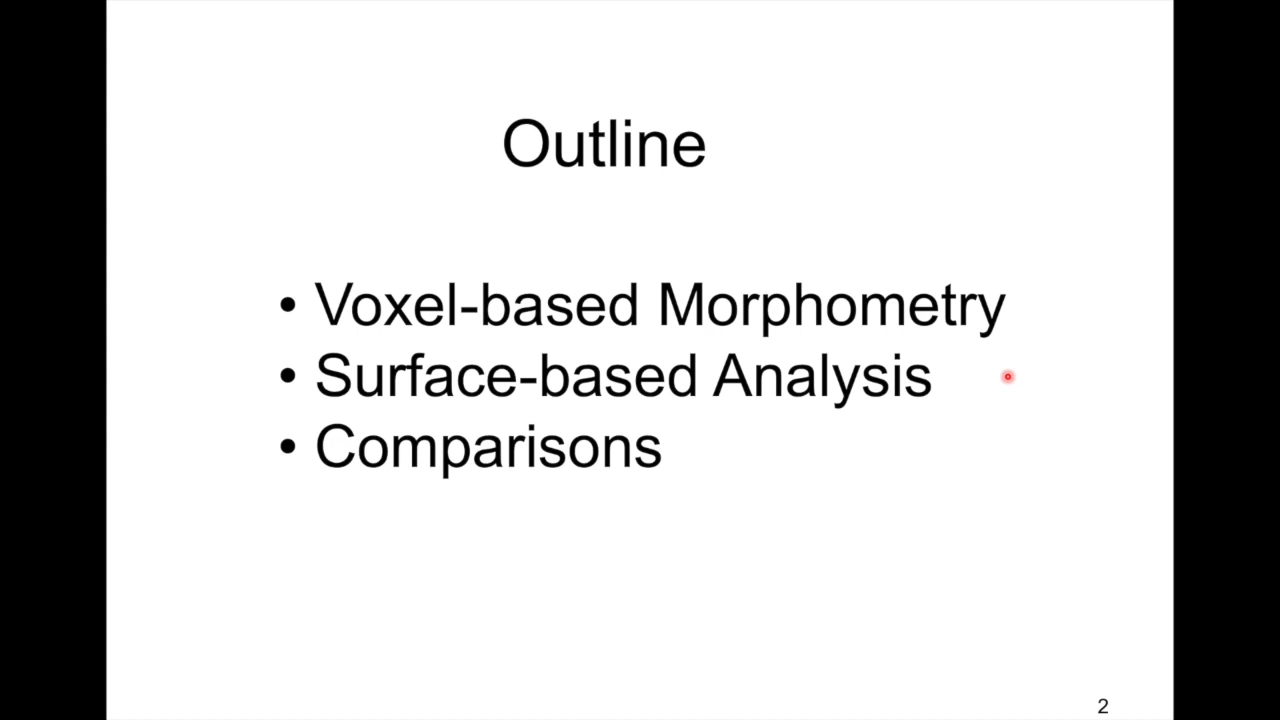 Outline
• Voxel-based Morphometry
• Surface-based Analysis
• Comparisons
2